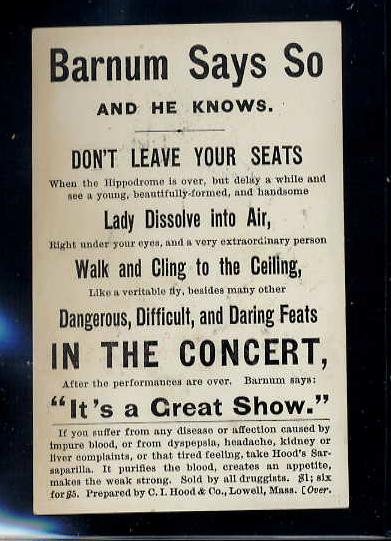 Barnum Says So
AND HE KNOWS.
DON'T LEAVE YOUR SEATS
When the Hippodrome is over, but delay a while and
see a young, beautifully-formed, and handsome
Lady Dissolve into Air,
Right under your eyes, and a very extraordinary person
Walk and Cling to the Ceiling,
Like a veritable fly, besides many other
Dangerous, Difficult, and Daring Feats
IN THE CONCERT,
After the performances are over. Barnum says:
"It's a Great Show."
If you suffer from any disease or affection caused by
impure blood, or from dyspepsia, headache, kidney or
liver complaints, or that tired feeling, take Hood's Sar-
saparilla. It purifies the blood, creates an appetite,
makes the weak strong. Sold by all druggists. $1; six
for $5. Prepared by C. I. Hood & Co., Lowell, Mass. [Over.